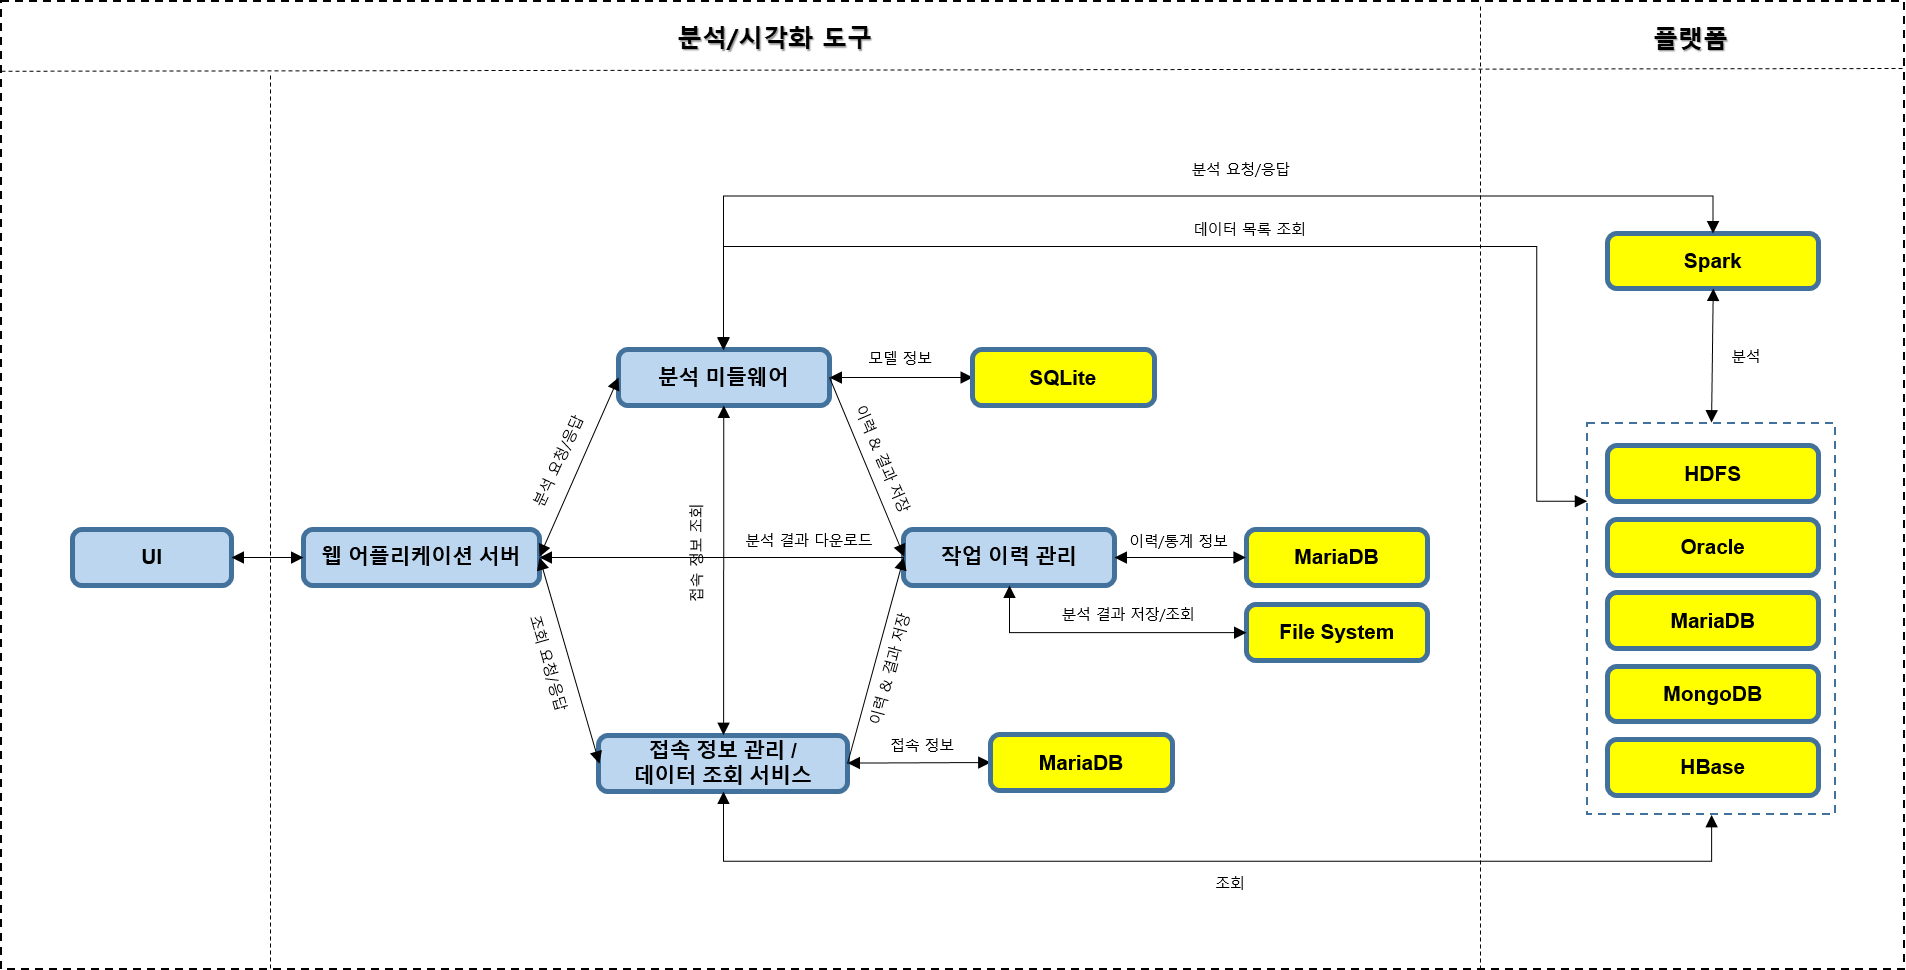 분석/시각화 도구
플랫폼
분석 요청/응답
데이터 목록 조회
Spark
분석 미들웨어
모델 정보
SQLite
분석
분석 요청/응답
이력 & 결과 저장
접속 정보 조회
HDFS
Oracle
MariaDB
MongoDB
HBase
UI
웹 어플리케이션 서버
분석 결과 다운로드
작업 이력 관리
이력/통계 정보
MariaDB
분석 결과 저장/조회
File System
조회 요청/응답
이력 & 결과 저장
접속 정보 관리 /
데이터 조회 서비스
접속 정보
MariaDB
조회